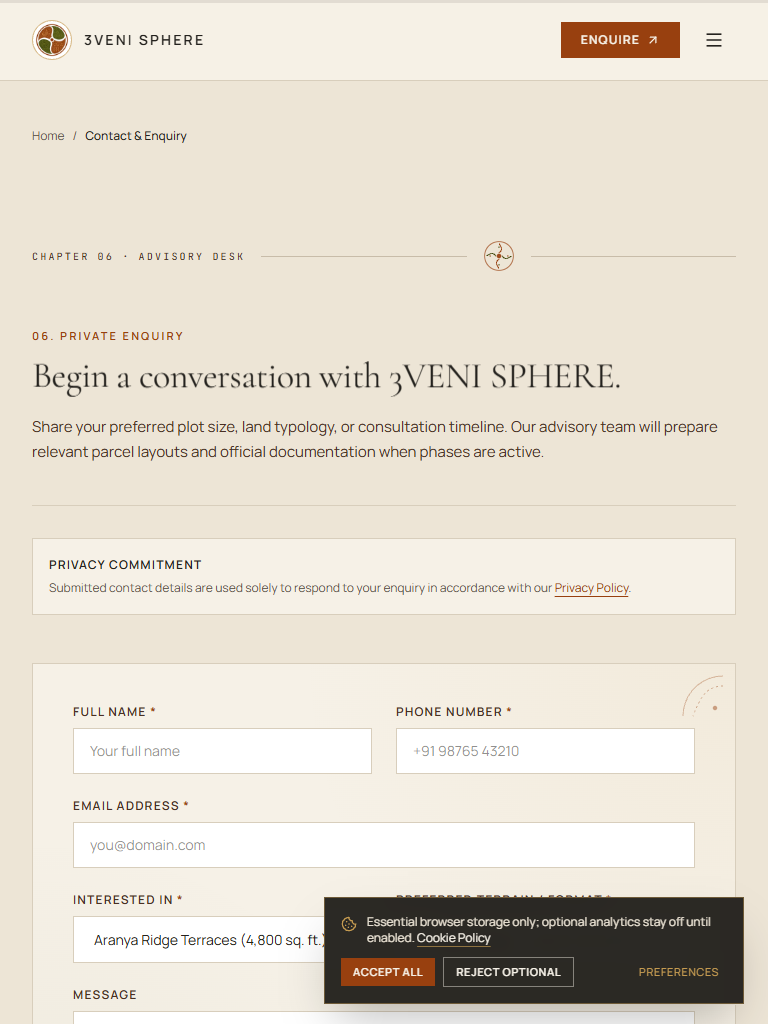 3VENI SPHERE
ENQUIRE
Home / Contact & Enquiry
CHAPTER 06 · ADVISORY DESK
06. PRIVATE ENQUIRY
Begin a conversation with 3VENI SPHERE.
Share your preferred plot size, land typology, or consultation timeline. Our advisory team will prepare
relevant parcel layouts and official documentation when phases are active.
PRIVACY COMMITMENT
Submitted contact details are used solely to respond to your enquiry in accordance with our Privacy Policy.
FULL NAME *
PHONE NUMBER *
Your full name
+91 98765 43210
EMAIL ADDRESS *
you@domain.com
INTERESTED IN *
PREFERRED TERRAIN / FORMAT *
Aranya Ridge Terraces (4,800 sq. ft.)
MESSAGE
Essential browser storage only; optional analytics stay off until
enabled. Cookie Policy
ACCEPT ALL
REJECT OPTIONAL
PREFERENCES